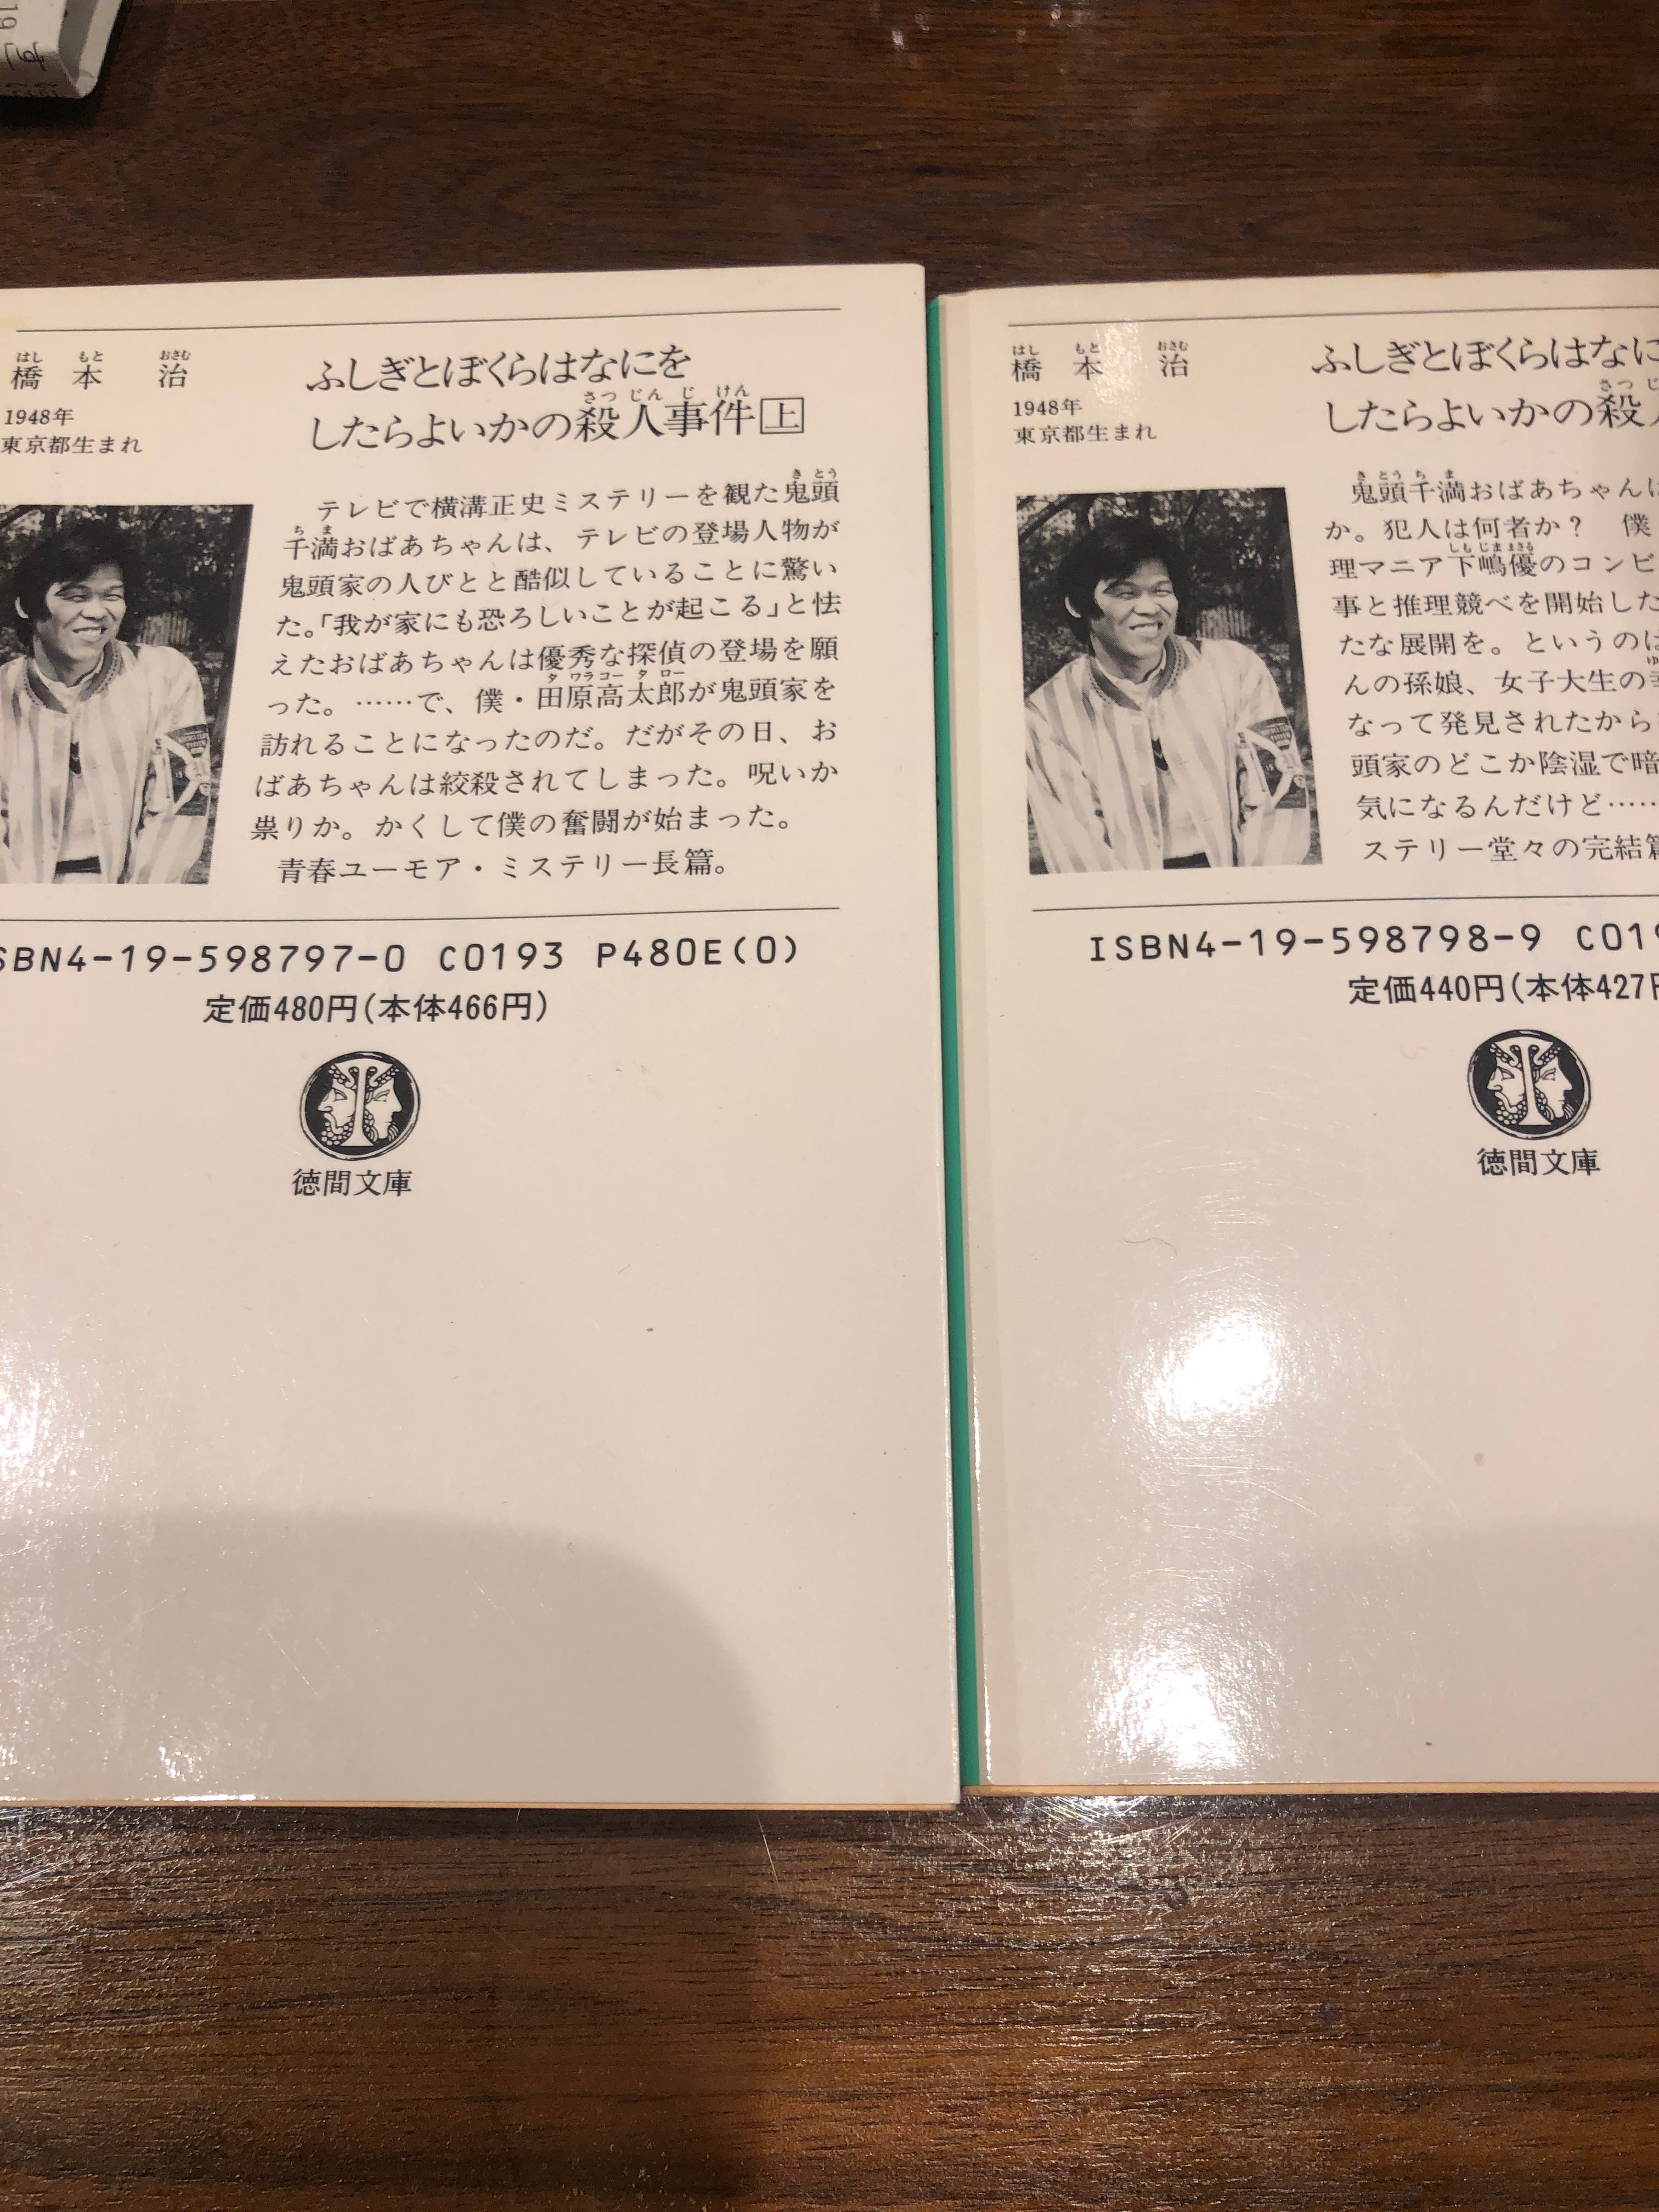 橋本 治
1948年
東京都生まれ
ふしぎとぼくらはなにを
したらよいかの殺人事件 上
テレビで横溝正史ミステリーを観た鬼頭
千満おばあちゃんは、テレビの登場人物が
鬼頭家の人びとと酷似していることに驚い
た。「我が家にも恐ろしいことが起こる」と怯
えたおばあちゃんは優秀な探偵の登場を願
った。……で、僕・田原高太郎が鬼頭家を
訪れることになったのだ。だがその日、お
ばあちゃんは絞殺されてしまった。呪いか
祟りか。かくして僕の奮闘が始まった。
青春ユーモア・ミステリー長篇。
SBN4-19-598797-0 C0193 P480E(0)
定価480円(本体466円)
徳間文庫
橋本 治
1948年
東京都生まれ
ふしぎとぼくらはなに
したらよいかの殺
鬼頭千満おばあちゃん
か。犯人は何者か? 僕
理マニア下嶋優のコンビ
事と推理競べを開始した
たな展開を。というのは
んの孫娘、女子大生の
なって発見されたから
頭家のどこか陰湿で暗
気になるんだけど……
ステリー堂々の完結篇
ISBN4-19-598798-9 C019
定価440円(本体427円
徳間文庫